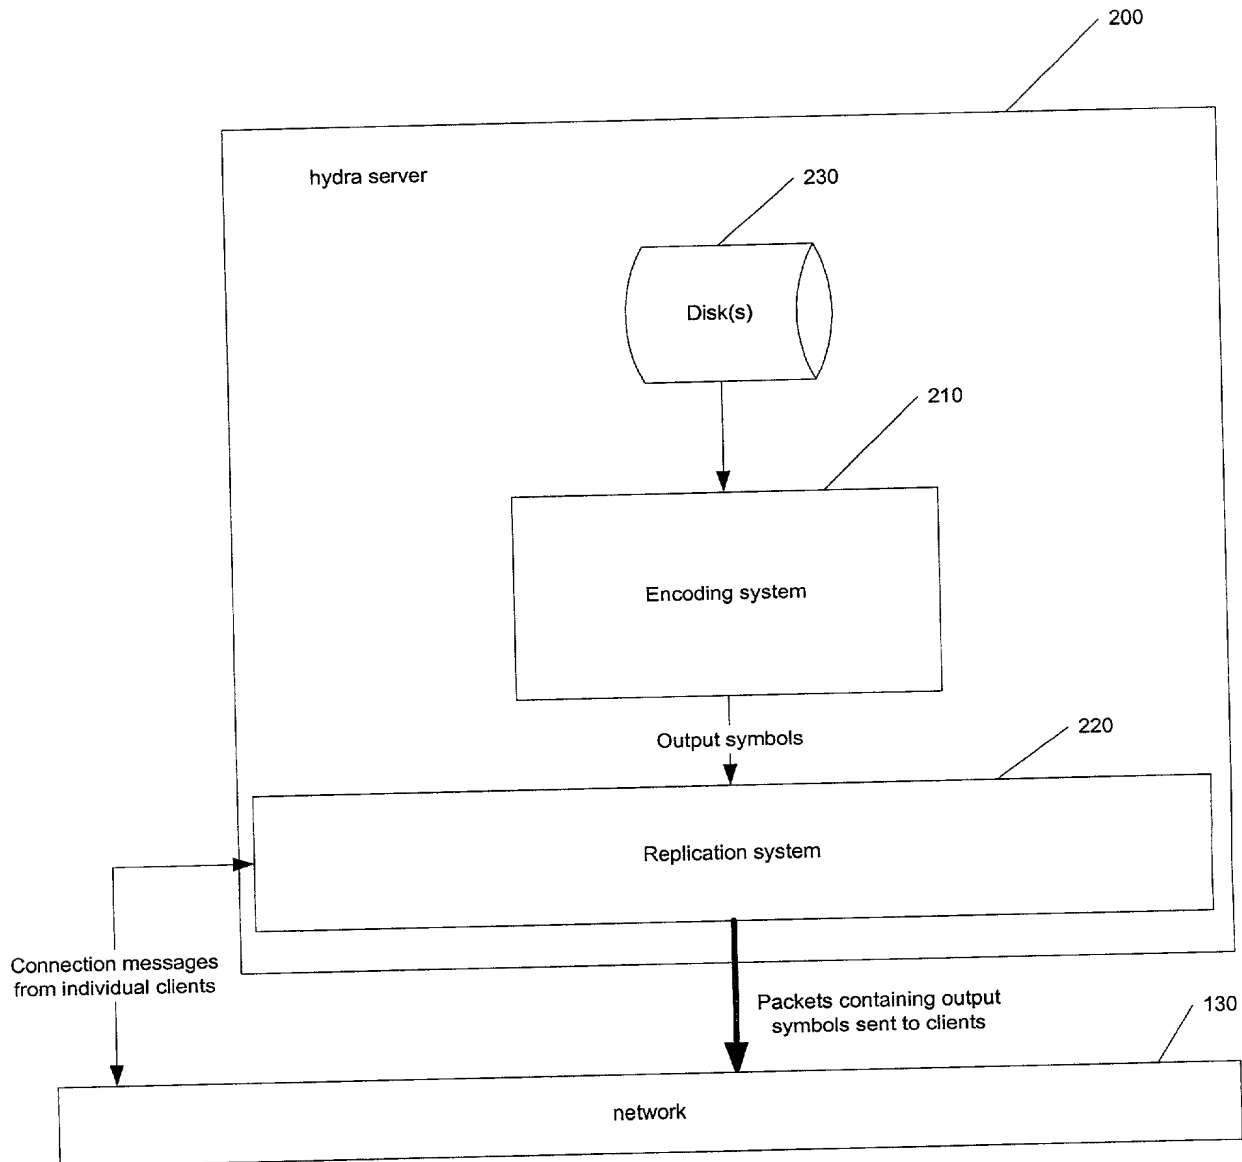 200
hydra server
230
Disk(s)
210
Encoding system
Output symbols
220
Replication system
Connection messages
from individual clients
Packets containing output
symbols sent to clients
130
network